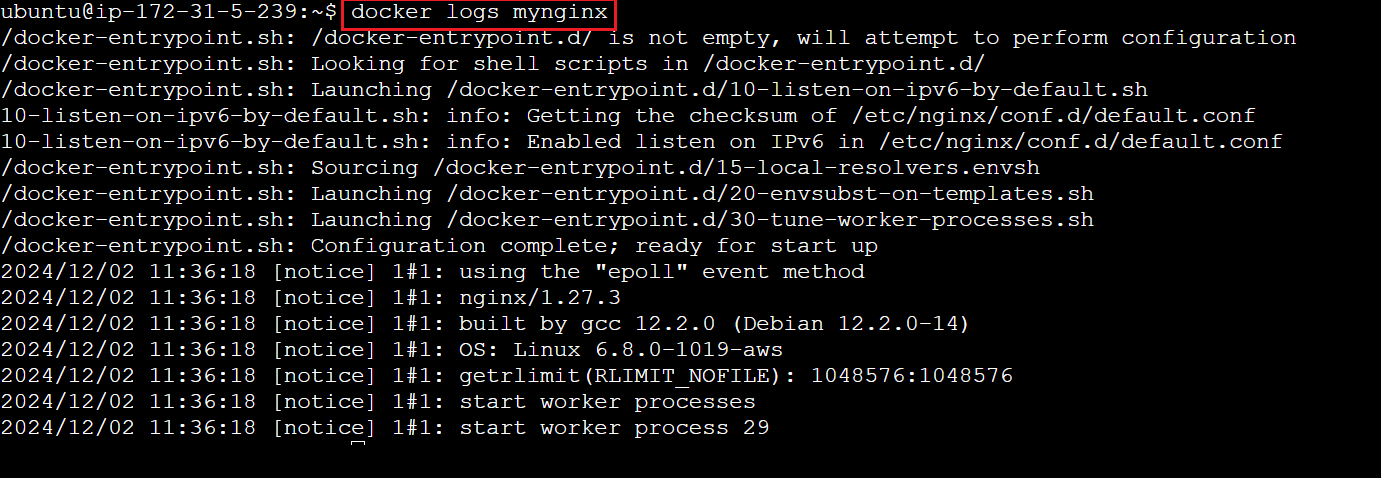 ubuntu@ip-172-31-5-239:~$ docker logs mynginx
/docker-entrypoint.sh: /docker-entrypoint.d/ is not empty, will attempt to perform configuration
/docker-entrypoint.sh: Looking for shell scripts in /docker-entrypoint.d/
/docker-entrypoint.sh: Launching /docker-entrypoint.d/10-listen-on-ipv6-by-default.sh
10-listen-on-ipv6-by-default.sh: info: Getting the checksum of /etc/nginx/conf.d/default.conf
10-listen-on-ipv6-by-default.sh: info: Enabled listen on IPv6 in /etc/nginx/conf.d/default.conf
/docker-entrypoint.sh: Sourcing /docker-entrypoint.d/15-local-resolvers.envsh
/docker-entrypoint.sh: Launching /docker-entrypoint.d/20-envsubst-on-templates.sh
/docker-entrypoint.sh: Launching /docker-entrypoint.d/30-tune-worker-processes.sh
/docker-entrypoint.sh: Configuration complete; ready for start up
2024/12/02 11:36:18 [notice] 1#1: using the "epoll" event method
2024/12/02 11:36:18 [notice] 1#1: nginx/1.27.3
2024/12/02 11:36:18 [notice] 1#1: built by gcc 12.2.0 (Debian 12.2.0-14)
2024/12/02 11:36:18 [notice] 1#1: OS: Linux 6.8.0-1019-aws
2024/12/02 11:36:18 [notice] 1#1: getrlimit(RLIMIT_NOFILE): 1048576:1048576
2024/12/02 11:36:18 [notice] 1#1: start worker processes
2024/12/02 11:36:18 [notice] 1#1: start worker process 29